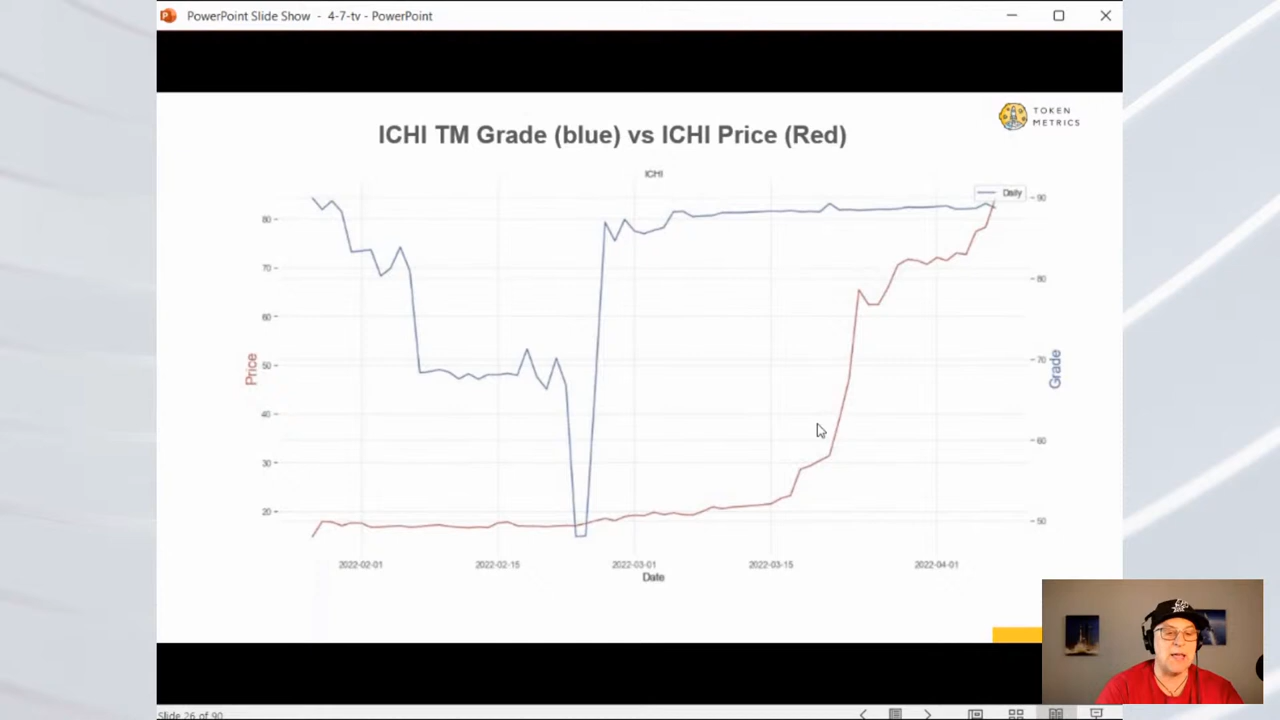 PowerPoint Slide Show - 4-7-tv - PowerPoint
TOKEN
METRICS
ICHI TM Grade (blue) vs ICHI Price (Red)
ICHI
Daily
90
80
80
70
60
70
50
40
60
30
20
50
Price
Grade
2022-02-01
2022-02-15
2022-03-01
2022-03-15
2022-04-01
Date
Slide 26 of 90